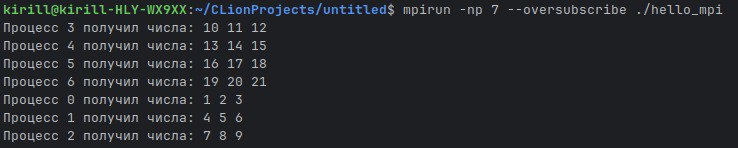 kirill@kirill-HLY-WX9XX:~/CLionProjects/untitled$ mpirun -np 7 --oversubscribe ./hello_mpi
Процесс 3 получил числа: 10 11 12
Процесс 4 получил числа: 13 14 15
Процесс 5 получил числа: 16 17 18
Процесс 6 получил числа: 19 20 21
Процесс 0 получил числа: 1 2 3
Процесс 1 получил числа: 4 5 6
Процесс 2 получил числа: 7 8 9